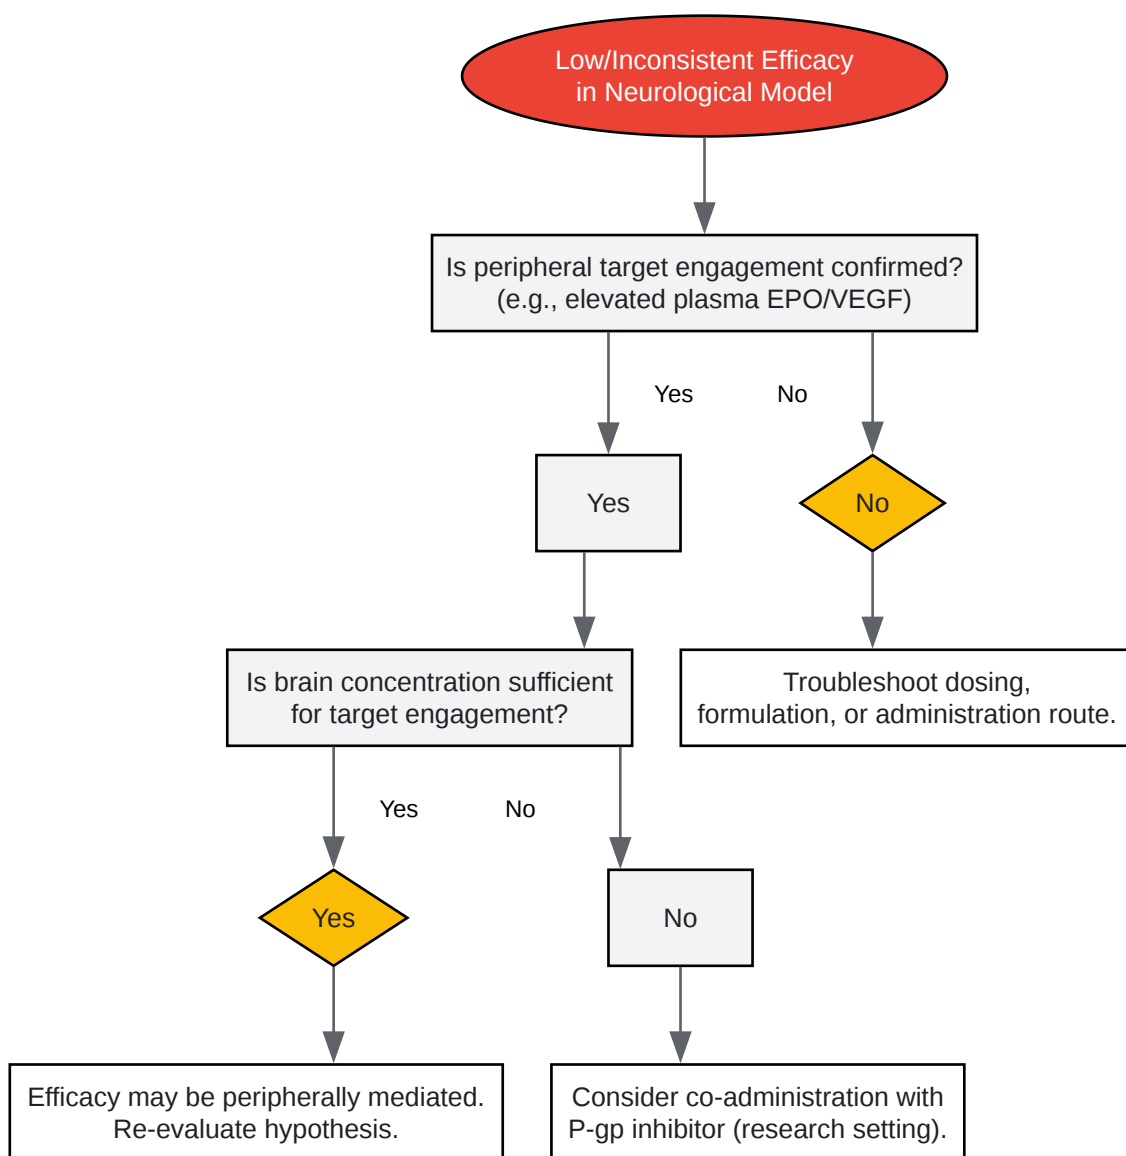 Low/Inconsistent Efficacy
in Neurological Model
Is peripheral target engagement confirmed?
(e.g., elevated plasma EPO/VEGF)
Yes
No
Yes
No
Is brain concentration sufficient
for target engagement?
Troubleshoot dosing,
formulation, or administration route.
Yes
No
Yes
No
Efficacy may be peripherally mediated.
Re-evaluate hypothesis.
Consider co-administration with
P-gp inhibitor (research setting).